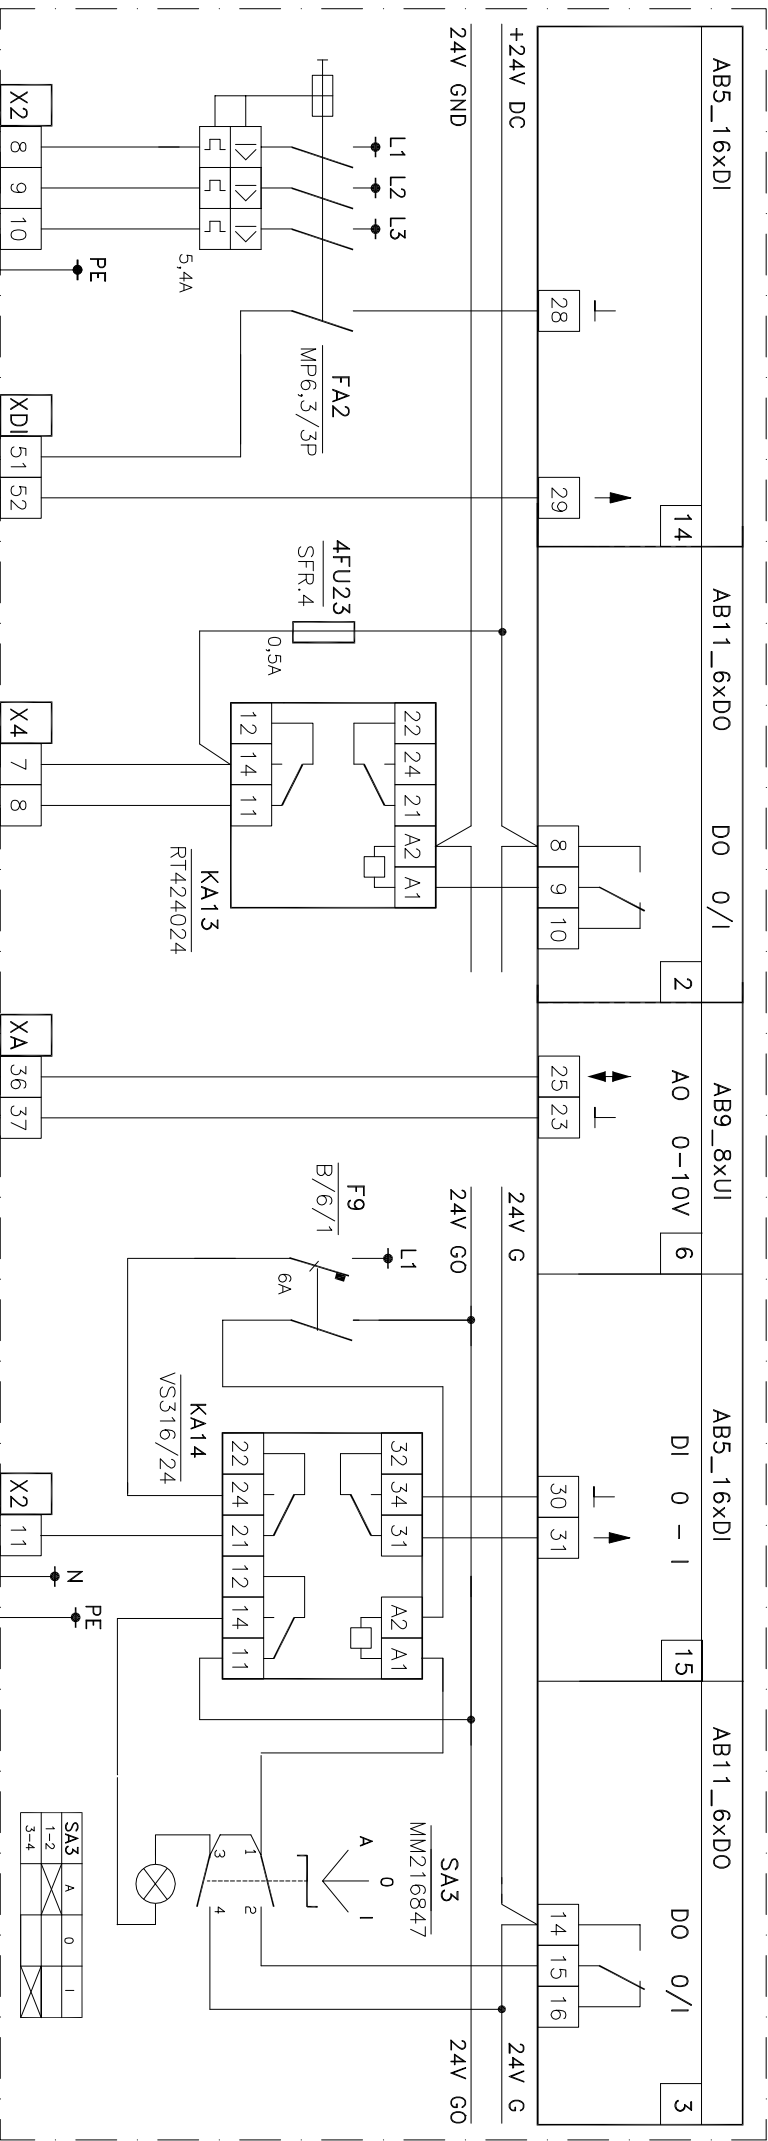 AB5_16xDI
14
AB11_6xDO
DO 0/I
2
AB9_8xUI
AO 0-10V
6
AB5_16xDI
DI 0 - I
15
AB11_6xDO
DO 0/I
3
28 29
8 9 10
25 23
30 31
14 15 16
+24V DC
24V GND
24V G
24V GO
24V G
24V GO
L1 L2 L3
5,4A
FA2
MP6,3/3P
4FU23
SFR.4
0,5A
22 24 21 A2 A1
12 14 11
KA13
RT424024
F9
B/6/1
L1
6A
32 34 31 A2 A1
22 24 21 12 14 11
KA14
VS316/24
SA3
MM216847
A 0 I
1 2
3 4
SA3 A 0 I
1-2
3-4
X2 8 9 10
PE
XDI 51 52
X4 7 8
XA 36 37
X2 11
N
PE